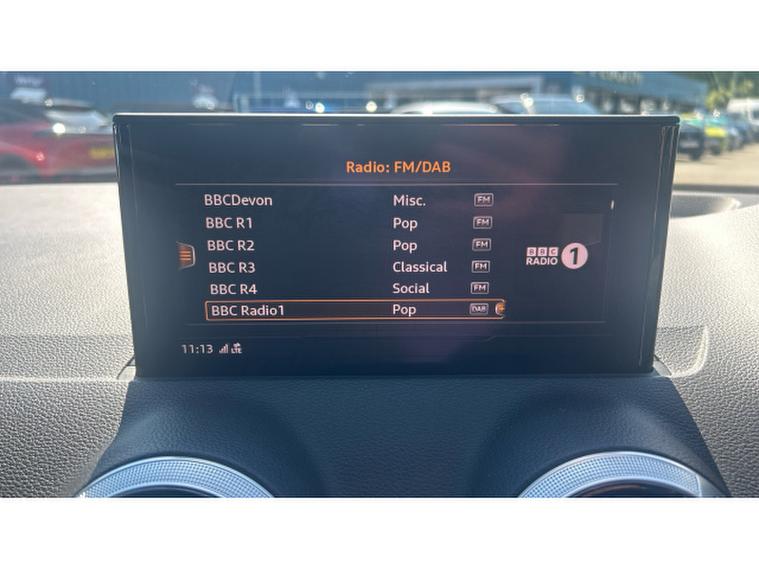 Radio: FM/DAB
BBCDevon Misc. FM
BBC R1 Pop FM
BBC R2 Pop FM
BBC R3 Classical FM
BBC R4 Social FM
BBC RADIO 1
BBC Radio1 Pop DAB
11:13 LTE